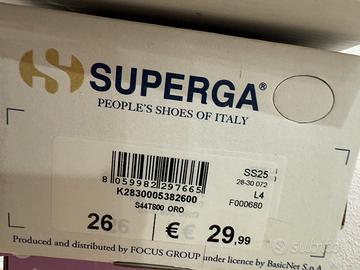 SUPERGA®
PEOPLE'S SHOES OF ITALY
SS25
28-30 072
L4
F000680
8 059982 297665
K2830005382600
S44T800 ORO
26
€€ 29,99
Produced and distributed by FOCUS GROUP under licence by BasicNet S.p.A.
subito